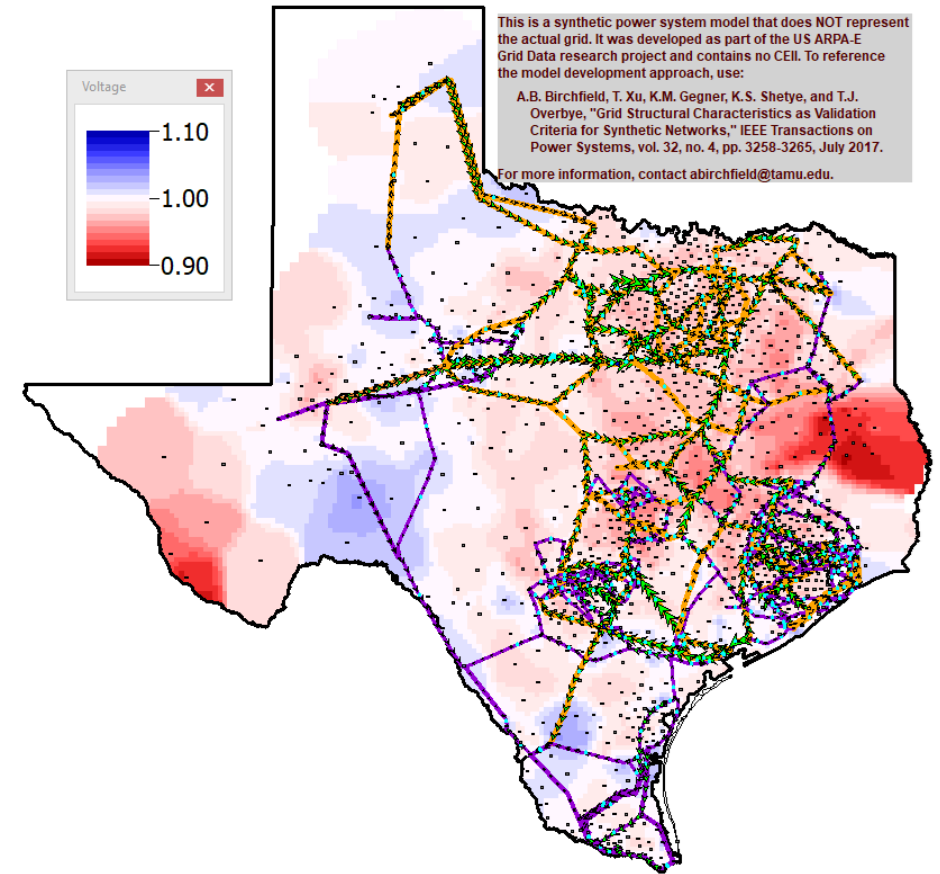 This is a synthetic power system model that does NOT represent
the actual grid. It was developed as part of the US ARPA-E
Grid Data research project and contains no CEII. To reference
the model development approach, use:
A.B. Birchfield, T. Xu, K.M. Gegner, K.S. Shetye, and T.J.
Overbye, "Grid Structural Characteristics as Validation
Criteria for Synthetic Networks," IEEE Transactions on
Power Systems, vol. 32, no. 4, pp. 3258-3265, July 2017.
For more information, contact abirchfield@tamu.edu.
Voltage
1.10
1.00
0.90